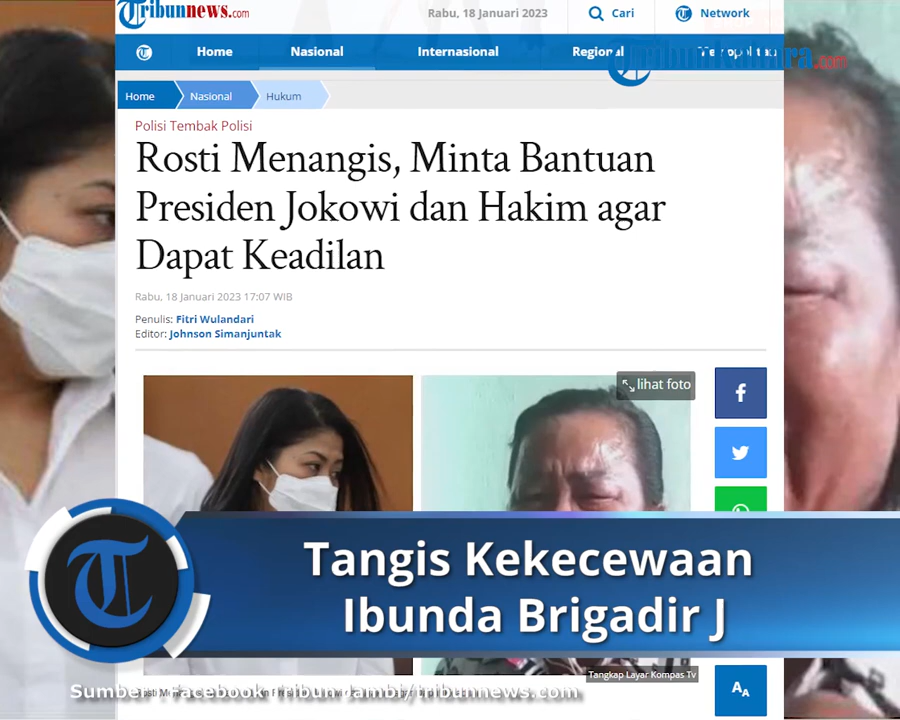 Tribunnews.com
Rabu, 18 Januari 2023
Cari
Network
Home
Nasional
Internasional
Regional
Tribunkaltara.com
Home
Nasional
Hukum
Polisi Tembak Polisi
Rosti Menangis, Minta Bantuan
Presiden Jokowi dan Hakim agar
Dapat Keadilan
Rabu, 18 Januari 2023 17:07 WIB
Penulis: Fitri Wulandari
Editor: Johnson Simanjuntak
lihat foto
Tangis Kekecewaan
Ibunda Brigadir J
Tangkap Layar Kompas Tv
Sumber : Facebook Tribun Jambi/tribunnews.com
AA